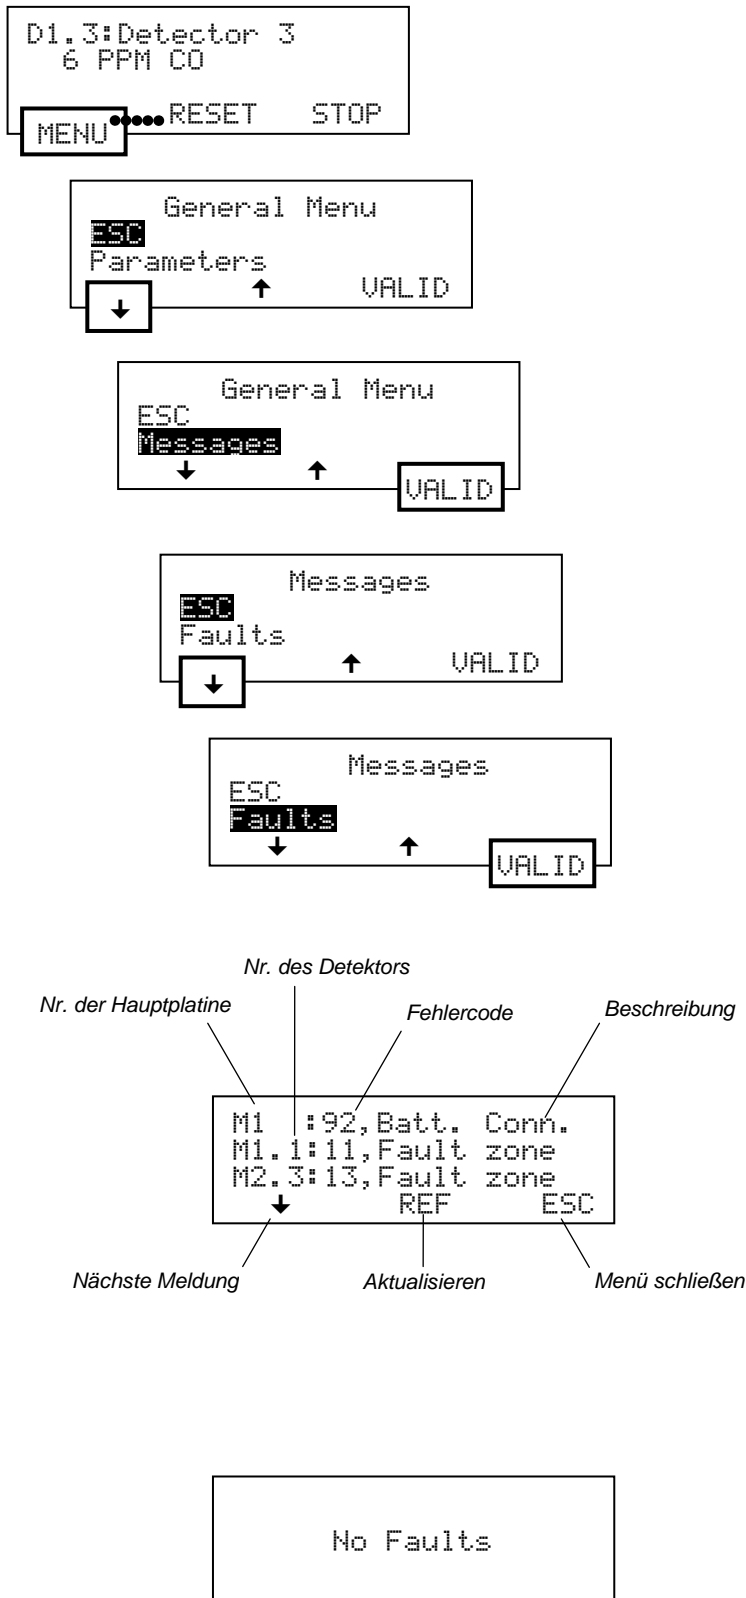 D1.3:Detector 3
6 PPM CO
MENU RESET STOP
General Menu
ESC
Parameters
↓ ↑ VALID
General Menu
ESC
Messages
↓ ↑ VALID
Messages
ESC
Faults
↓ ↑ VALID
Messages
ESC
Faults
↓ ↑ VALID
Nr. des Detektors
Nr. der Hauptplatine
Fehlercode
Beschreibung
M1 :92,Batt. Conn.
M1.1:11,Fault zone
M2.3:13,Fault zone
↓ REF ESC
Nächste Meldung
Aktualisieren
Menü schließen
No Faults